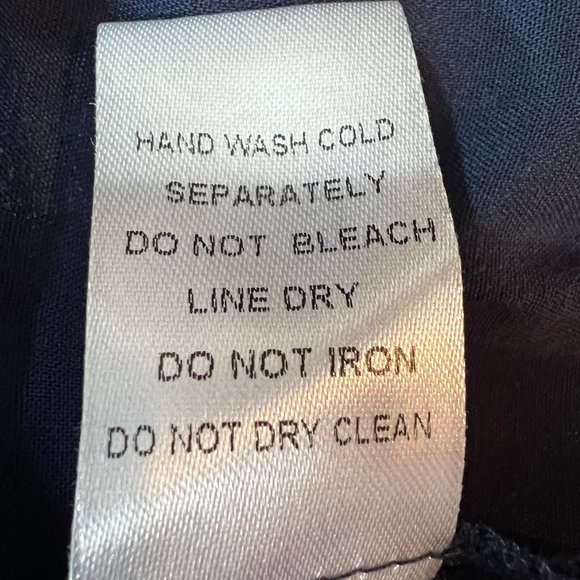 HAND WASH COLD
SEPARATELY
DO NOT BLEACH
LINE DRY
DO NOT IRON
DO NOT DRY CLEAN